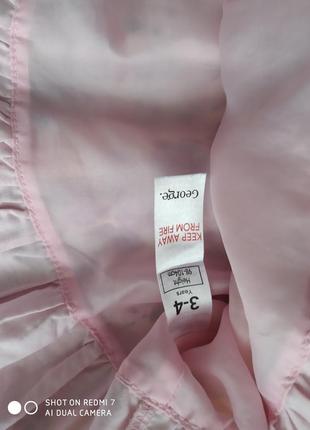 George.
KEEP AWAY
FROM FIRE
Height
98-104cm
Years
3-4
SHOT ON REDMI 7
AI DUAL CAMERA